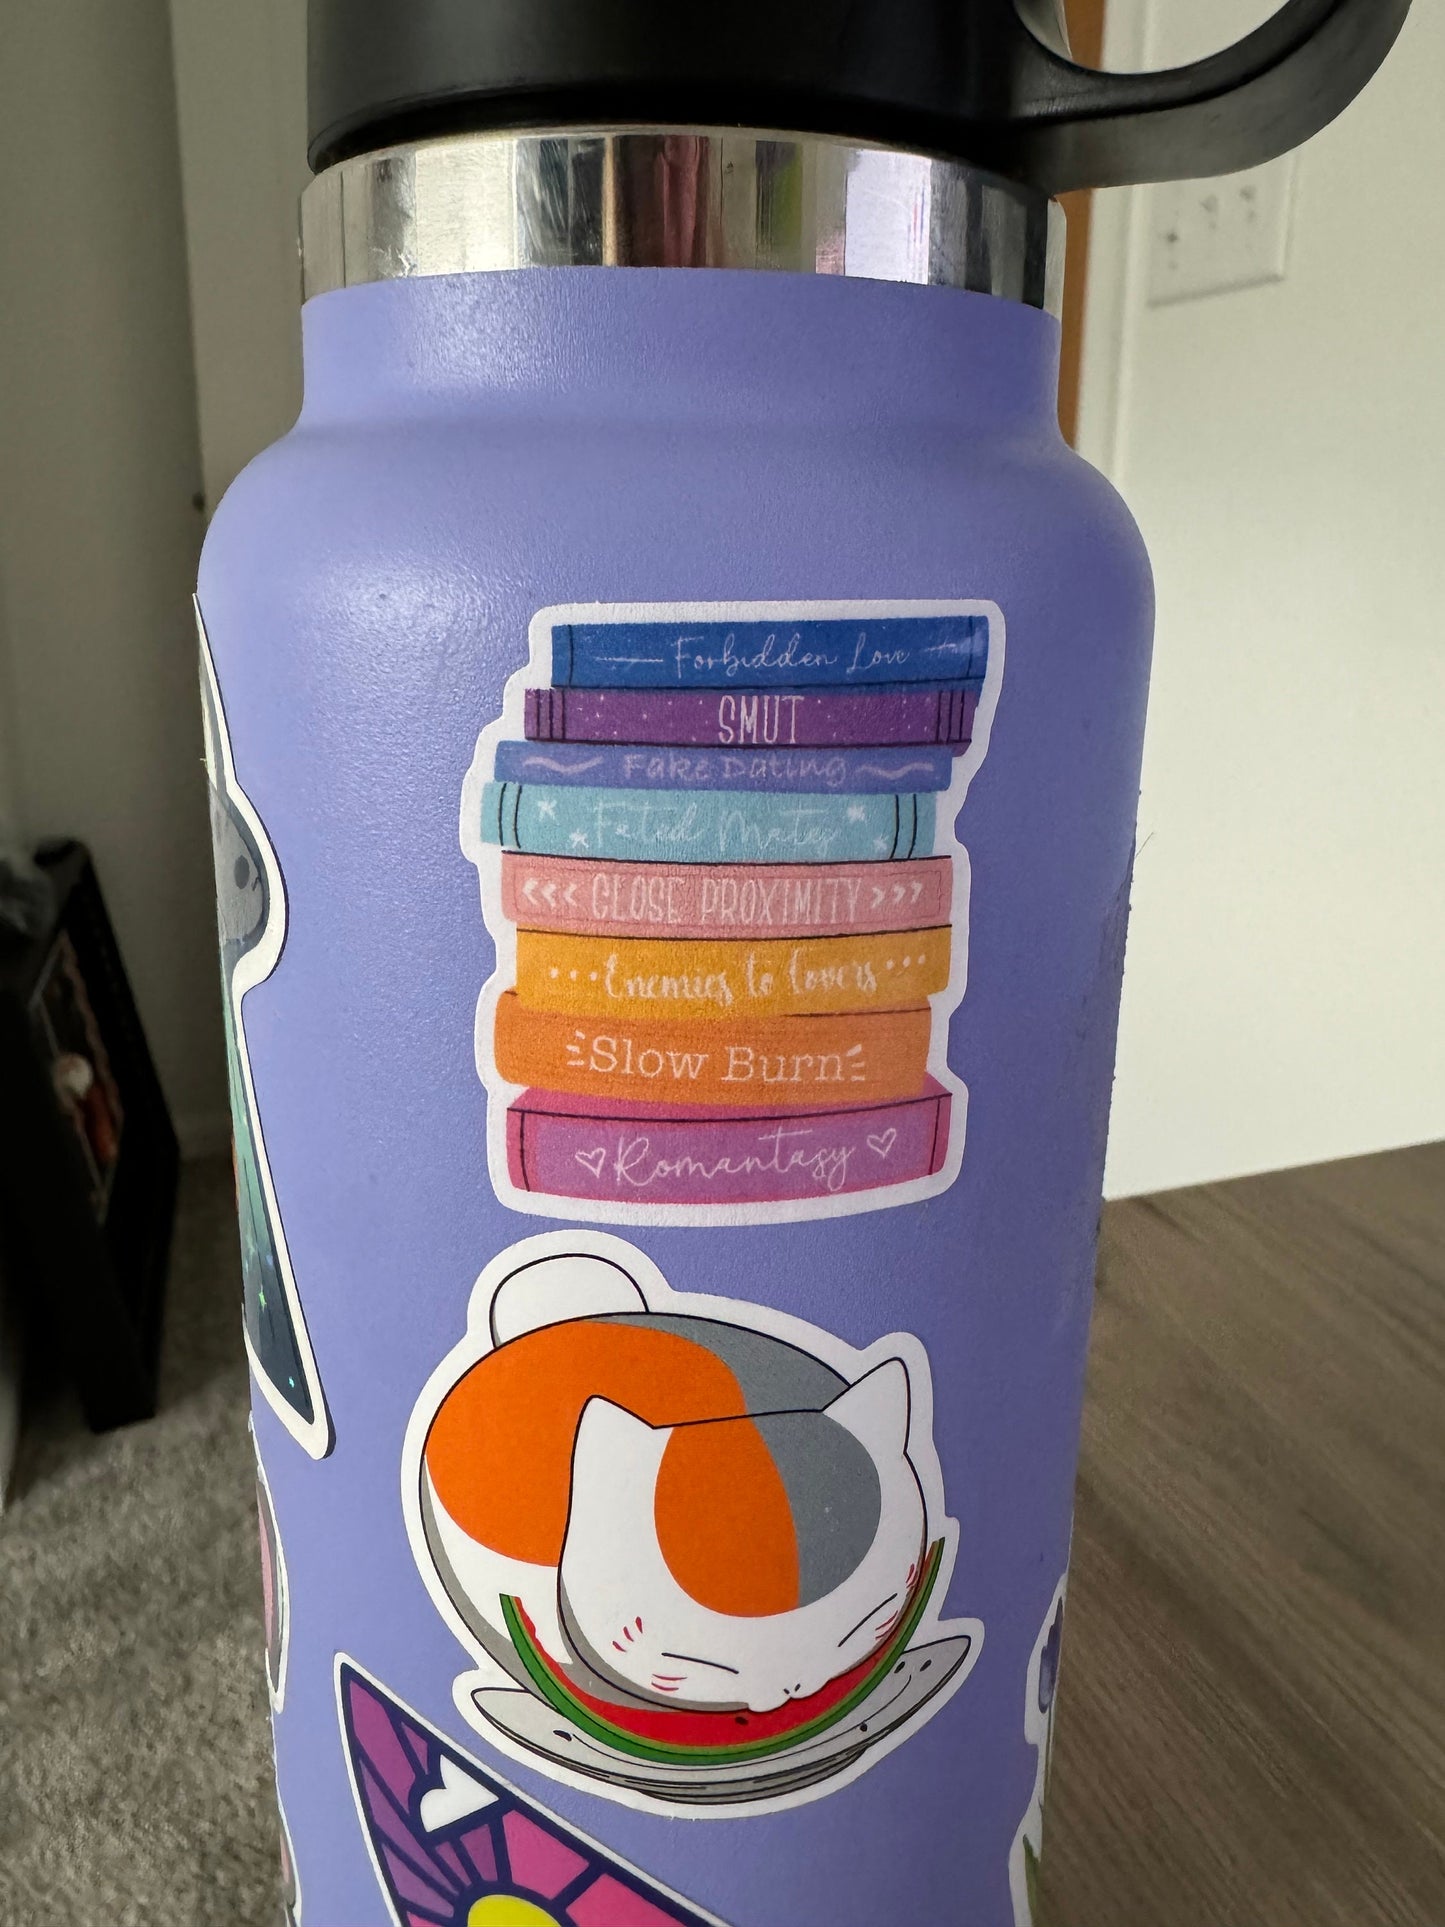 Forbidden Love
SMUT
Fake Dating
Fated Mates
<<< CLOSE PROXIMITY >>>
...Enemies to Lovers...
Slow Burn
♡Romantasy♡